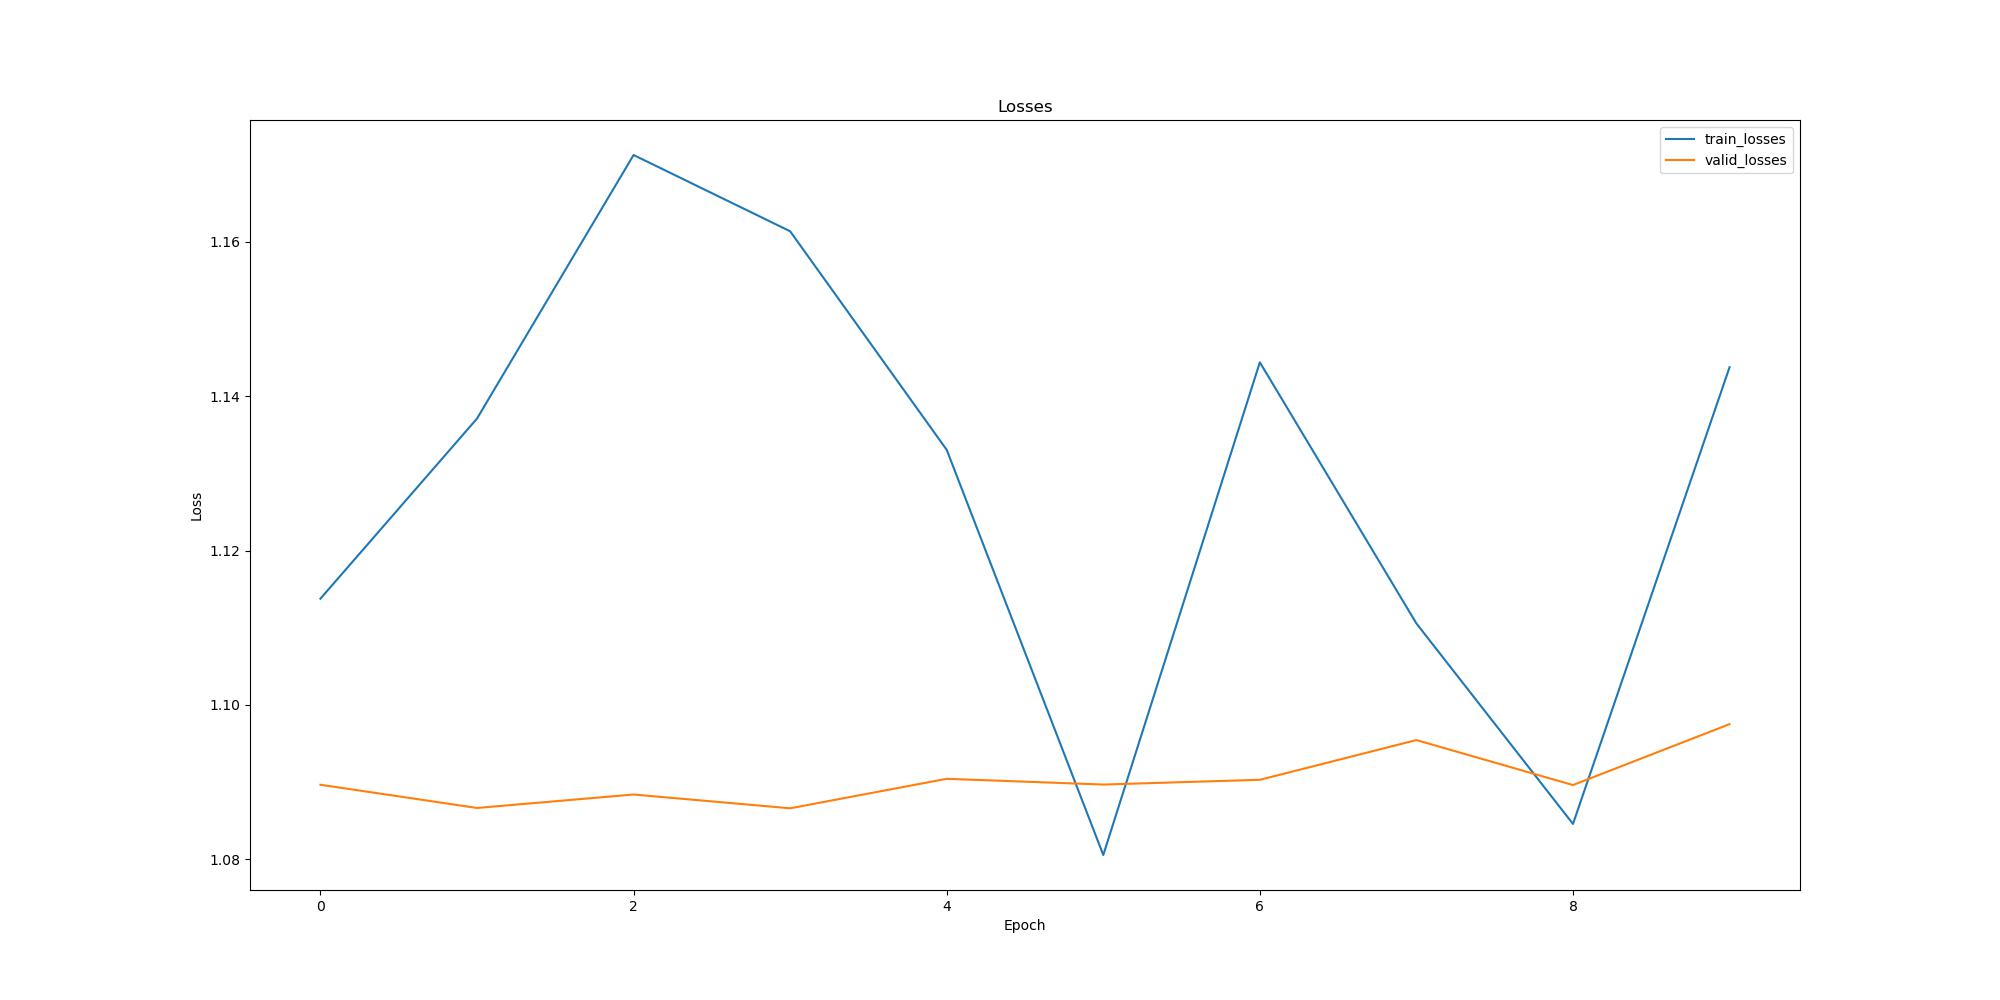 Losses
train_losses
valid_losses
1.16
1.14
1.12
1.10
1.08
Loss
0 2 4 6 8
Epoch